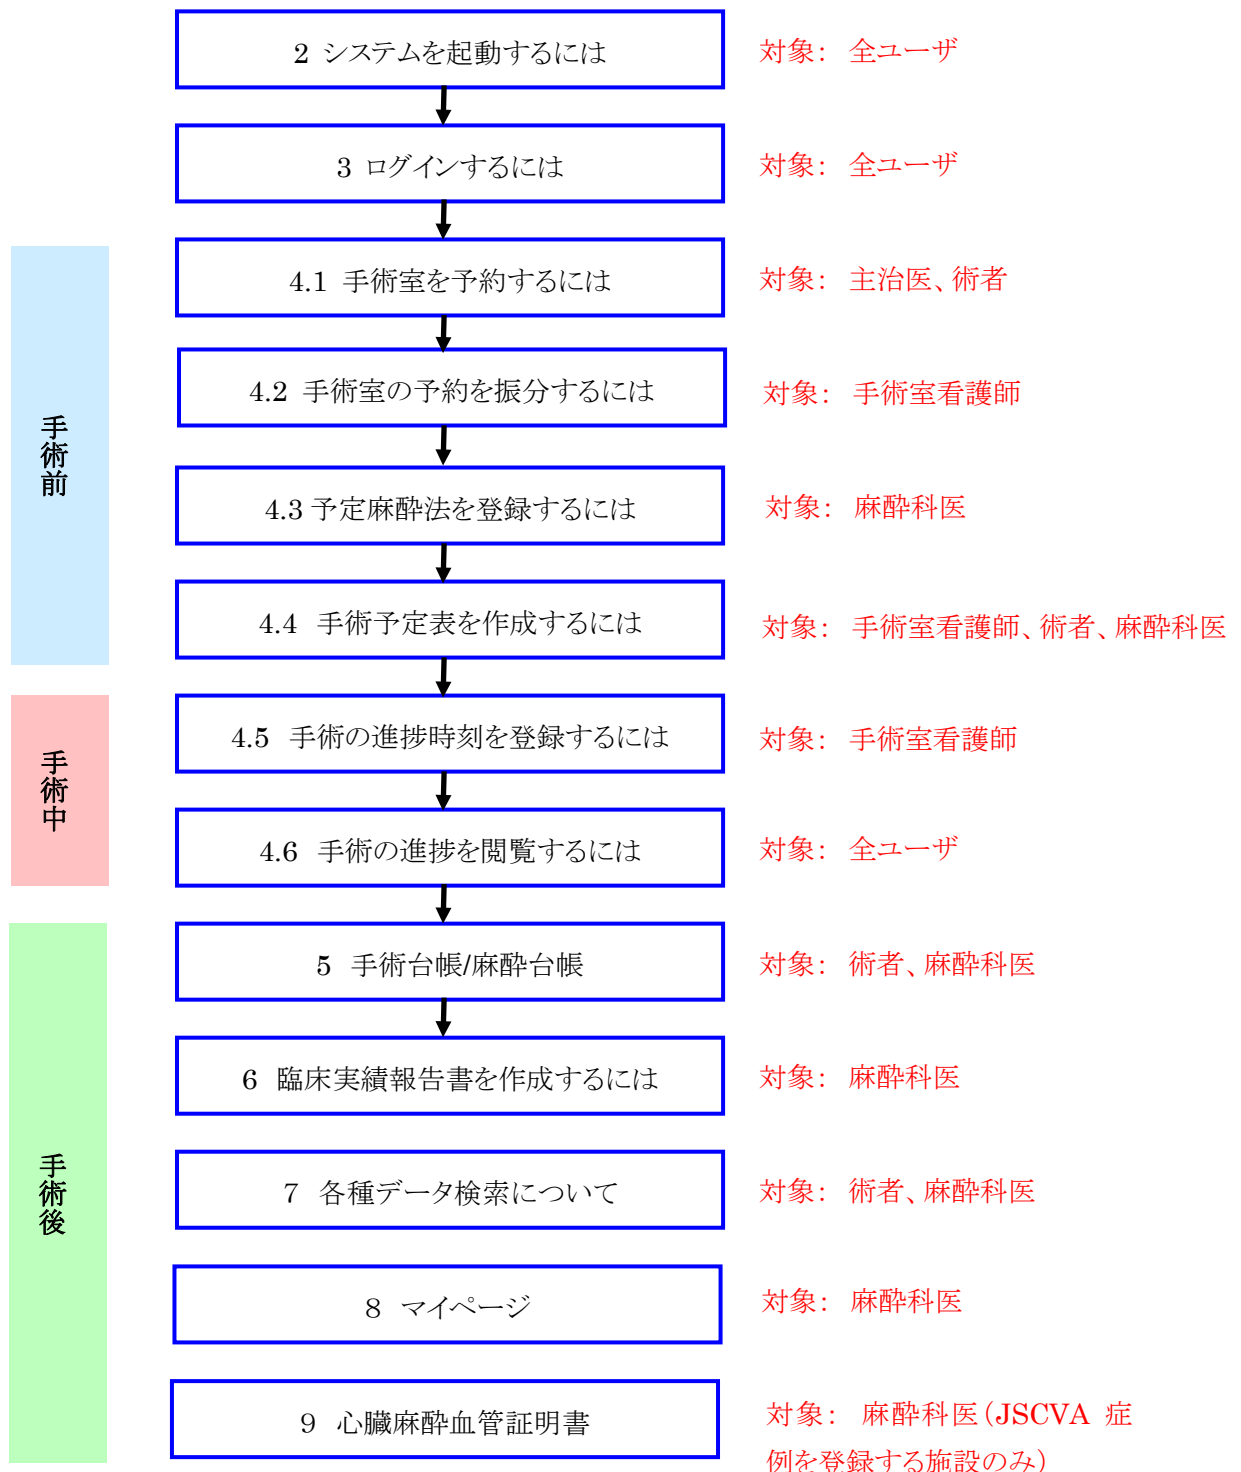 2 システムを起動するには
対象： 全ユーザ
3 ログインするには
対象： 全ユーザ
手術前
4.1 手術室を予約するには
対象： 主治医、術者
4.2 手術室の予約を振分するには
対象： 手術室看護師
4.3 予定麻酔法を登録するには
対象： 麻酔科医
4.4 手術予定表を作成するには
対象： 手術室看護師、術者、麻酔科医
手術中
4.5 手術の進捗時刻を登録するには
対象： 手術室看護師
4.6 手術の進捗を閲覧するには
対象： 全ユーザ
手術後
5 手術台帳/麻酔台帳
対象： 術者、麻酔科医
6 臨床実績報告書を作成するには
対象： 麻酔科医
７ 各種データ検索について
対象： 術者、麻酔科医
８ マイページ
対象： 麻酔科医
９ 心臓麻酔血管証明書
対象： 麻酔科医（JSCVA 症
例を登録する施設のみ）